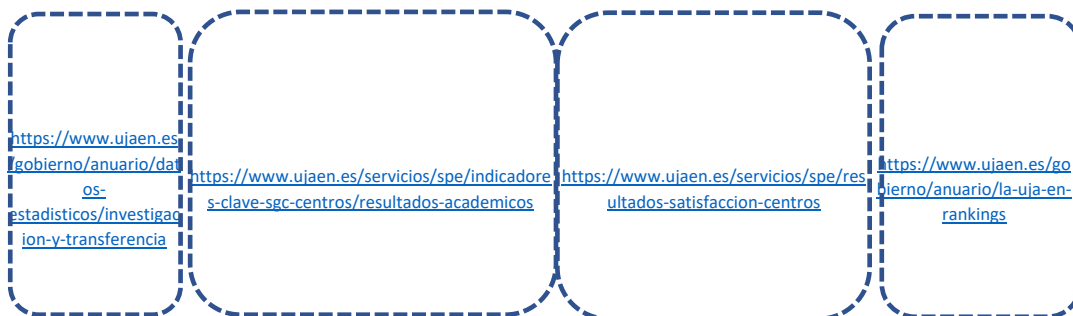 https://www.ujaen.es
/gobierno/anuario/dat
os-
estadisticos/investigac
ion-y-transferencia
https://www.ujaen.es/servicios/spe/indicadore
s-clave-sgc-centros/resultados-academicos
https://www.ujaen.es/servicios/spe/res
ultados-satisfaccion-centros
https://www.ujaen.es/go
bierno/anuario/la-uja-en-
rankings